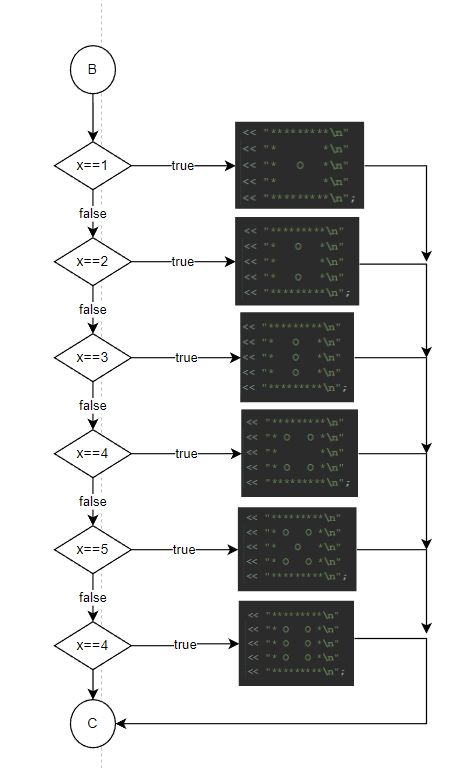 B
x==1
true
<< "*********\n"
<< "*       *\n"
<< "*   O   *\n"
<< "*       *\n"
<< "*********\n";
false
x==2
true
<< "*********\n"
<< "*   O   *\n"
<< "*       *\n"
<< "*   O   *\n"
<< "*********\n";
false
x==3
true
<< "*********\n"
<< "*   O   *\n"
<< "*   O   *\n"
<< "*   O   *\n"
<< "*********\n";
false
x==4
true
<< "*********\n"
<< "* O   O *\n"
<< "*       *\n"
<< "* O   O *\n"
<< "*********\n";
false
x==5
true
<< "*********\n"
<< "* O   O *\n"
<< "*   O   *\n"
<< "* O   O *\n"
<< "*********\n";
false
x==4
true
<< "*********\n"
<< "* O   O *\n"
<< "* O   O *\n"
<< "* O   O *\n"
<< "*********\n";
C